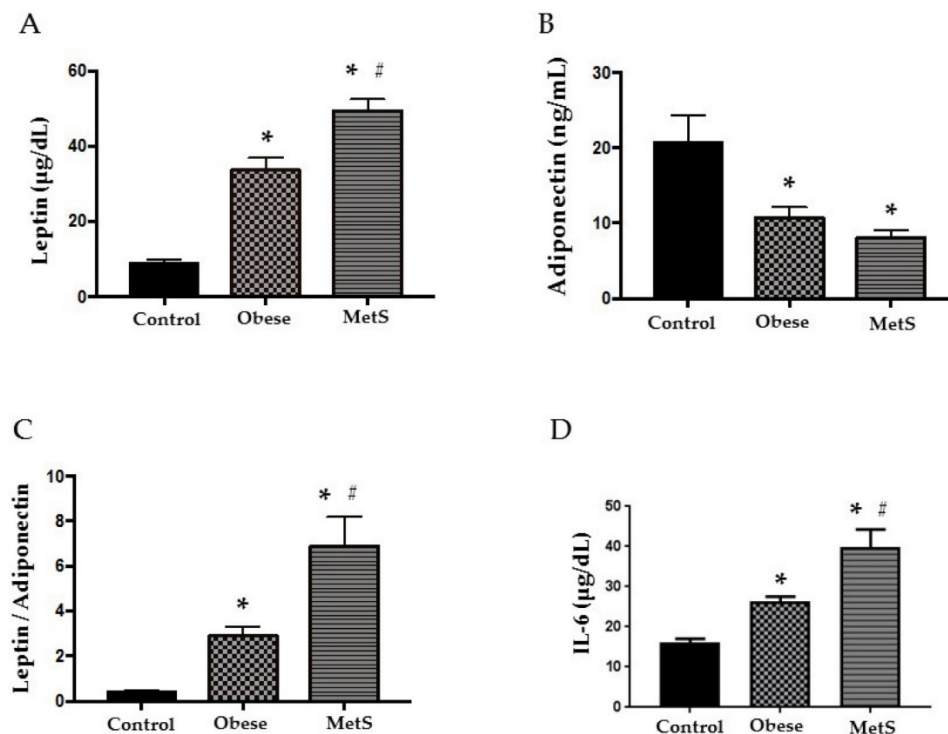 A
Leptin (µg/dL)
60
40
20
0
*
* #
Control Obese MetS
B
Adiponectin (ng/mL)
30
20
10
0
*
*
Control Obese MetS
C
Leptin / Adiponectin
10
8
6
4
2
0
*
* #
Control Obese MetS
D
IL-6 (µg/dL)
50
40
30
20
10
0
*
* #
Control Obese MetS